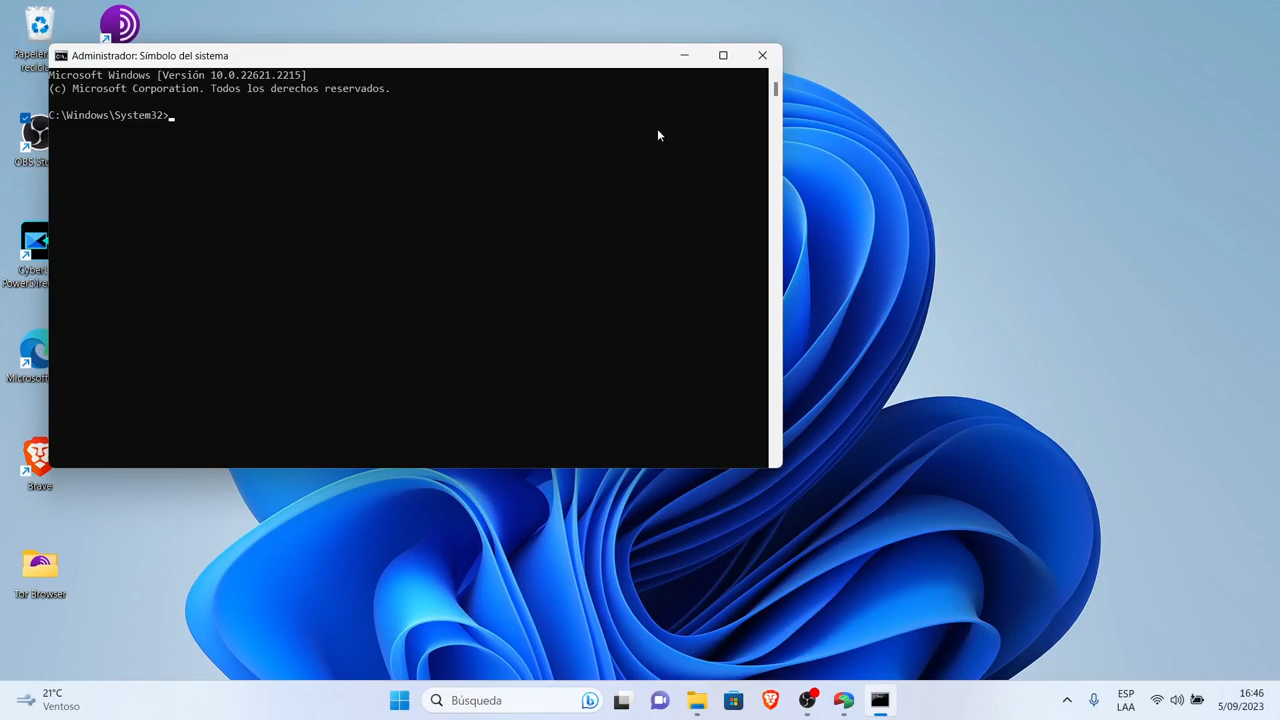 Administrador: Símbolo del sistema
Microsoft Windows [Versión 10.0.22621.2215]
(c) Microsoft Corporation. Todos los derechos reservados.
C:\Windows\System32>
Brave
Tor Browser
21°C
Ventoso
Búsqueda
ESP
LAA
16:46
5/09/2023